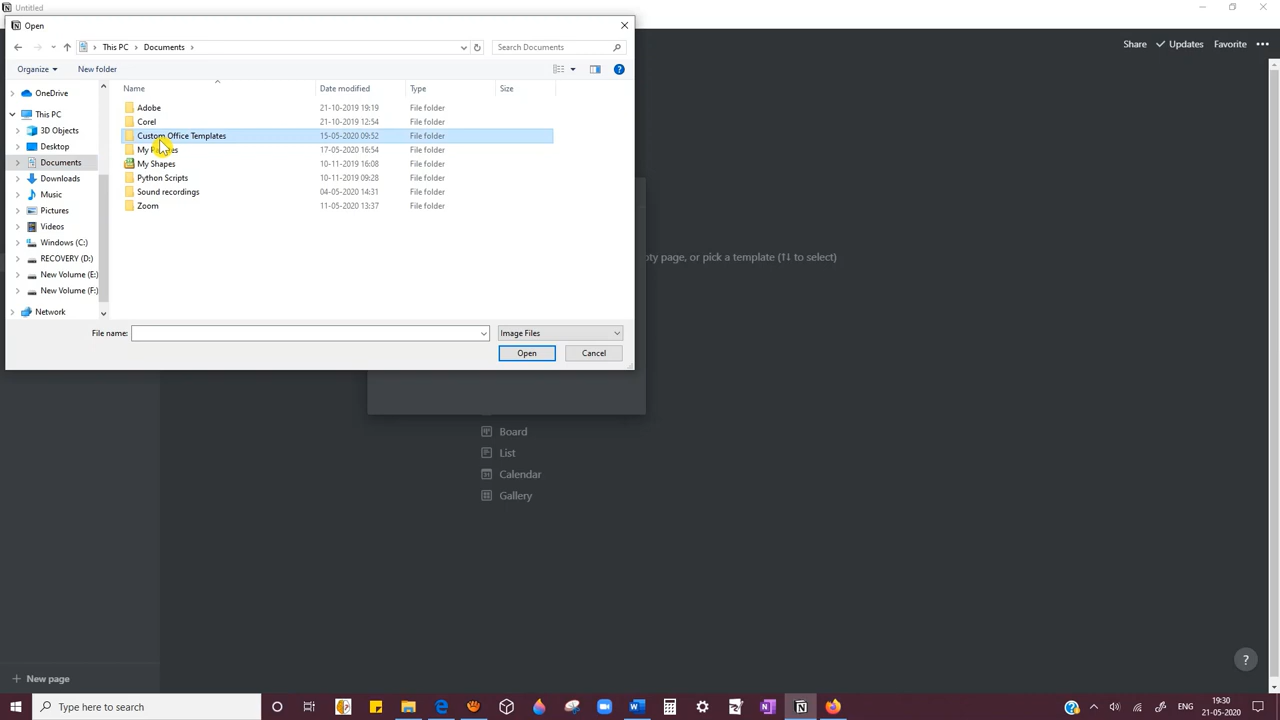 Untitled
Open
This PC > Documents >
Search Documents
Organize
New folder
Name
Date modified
Type
Size
OneDrive
This PC
3D Objects
Desktop
Documents
Downloads
Music
Pictures
Videos
Windows (C:)
RECOVERY (D:)
New Volume (E:)
New Volume (F:)
Network
Adobe 21-10-2019 19:19 File folder
Corel 21-10-2019 12:54 File folder
Custom Office Templates 15-05-2020 09:52 File folder
My 17-05-2020 16:54 File folder
My Shapes 10-11-2019 16:08 File folder
Python Scripts 10-11-2019 09:28 File folder
Sound recordings 04-05-2020 14:31 File folder
Zoom 11-05-2020 13:37 File folder
File name:
Image Files
Open
Cancel
Share
Updates
Favorite
page, or pick a template (↑↓ to select)
Board
List
Calendar
Gallery
+ New page
?
Type here to search
ENG
19:30
21-05-2020